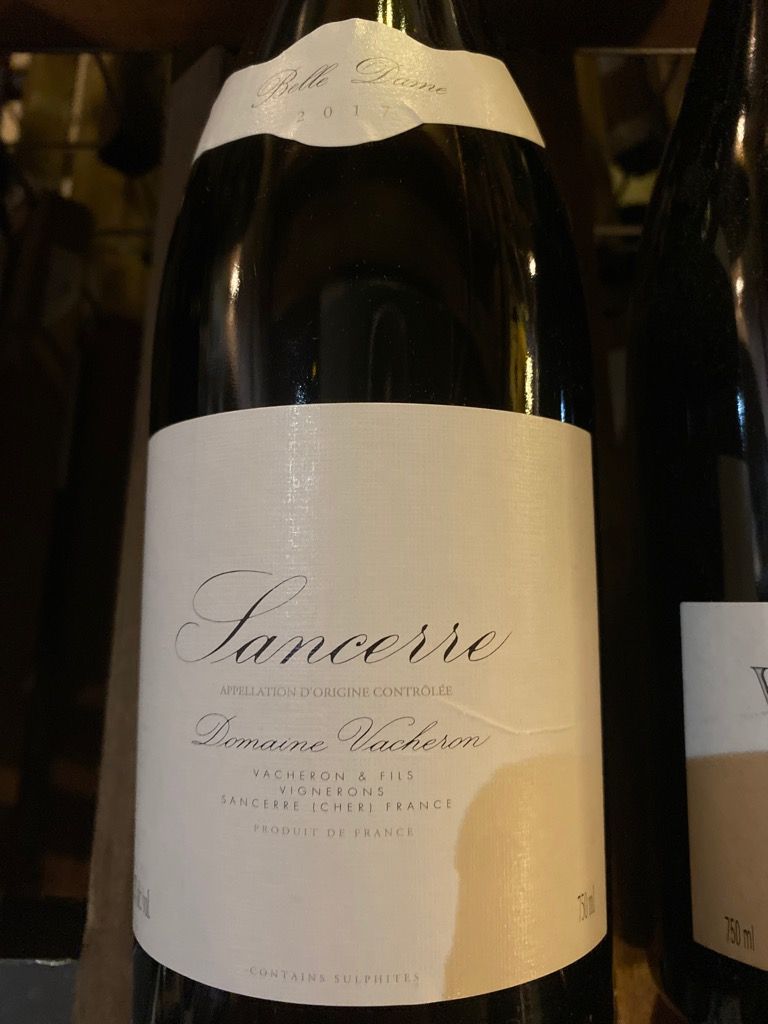 Belle Dame
2017
Sancerre
APPELLATION D'ORIGINE CONTRÔLÉE
Domaine Vacheron
VACHERON & FILS
VIGNERONS
SANCERRE (CHER) FRANCE
PRODUIT DE FRANCE
750 ml
CONTAINS SULPHITES
750 ml